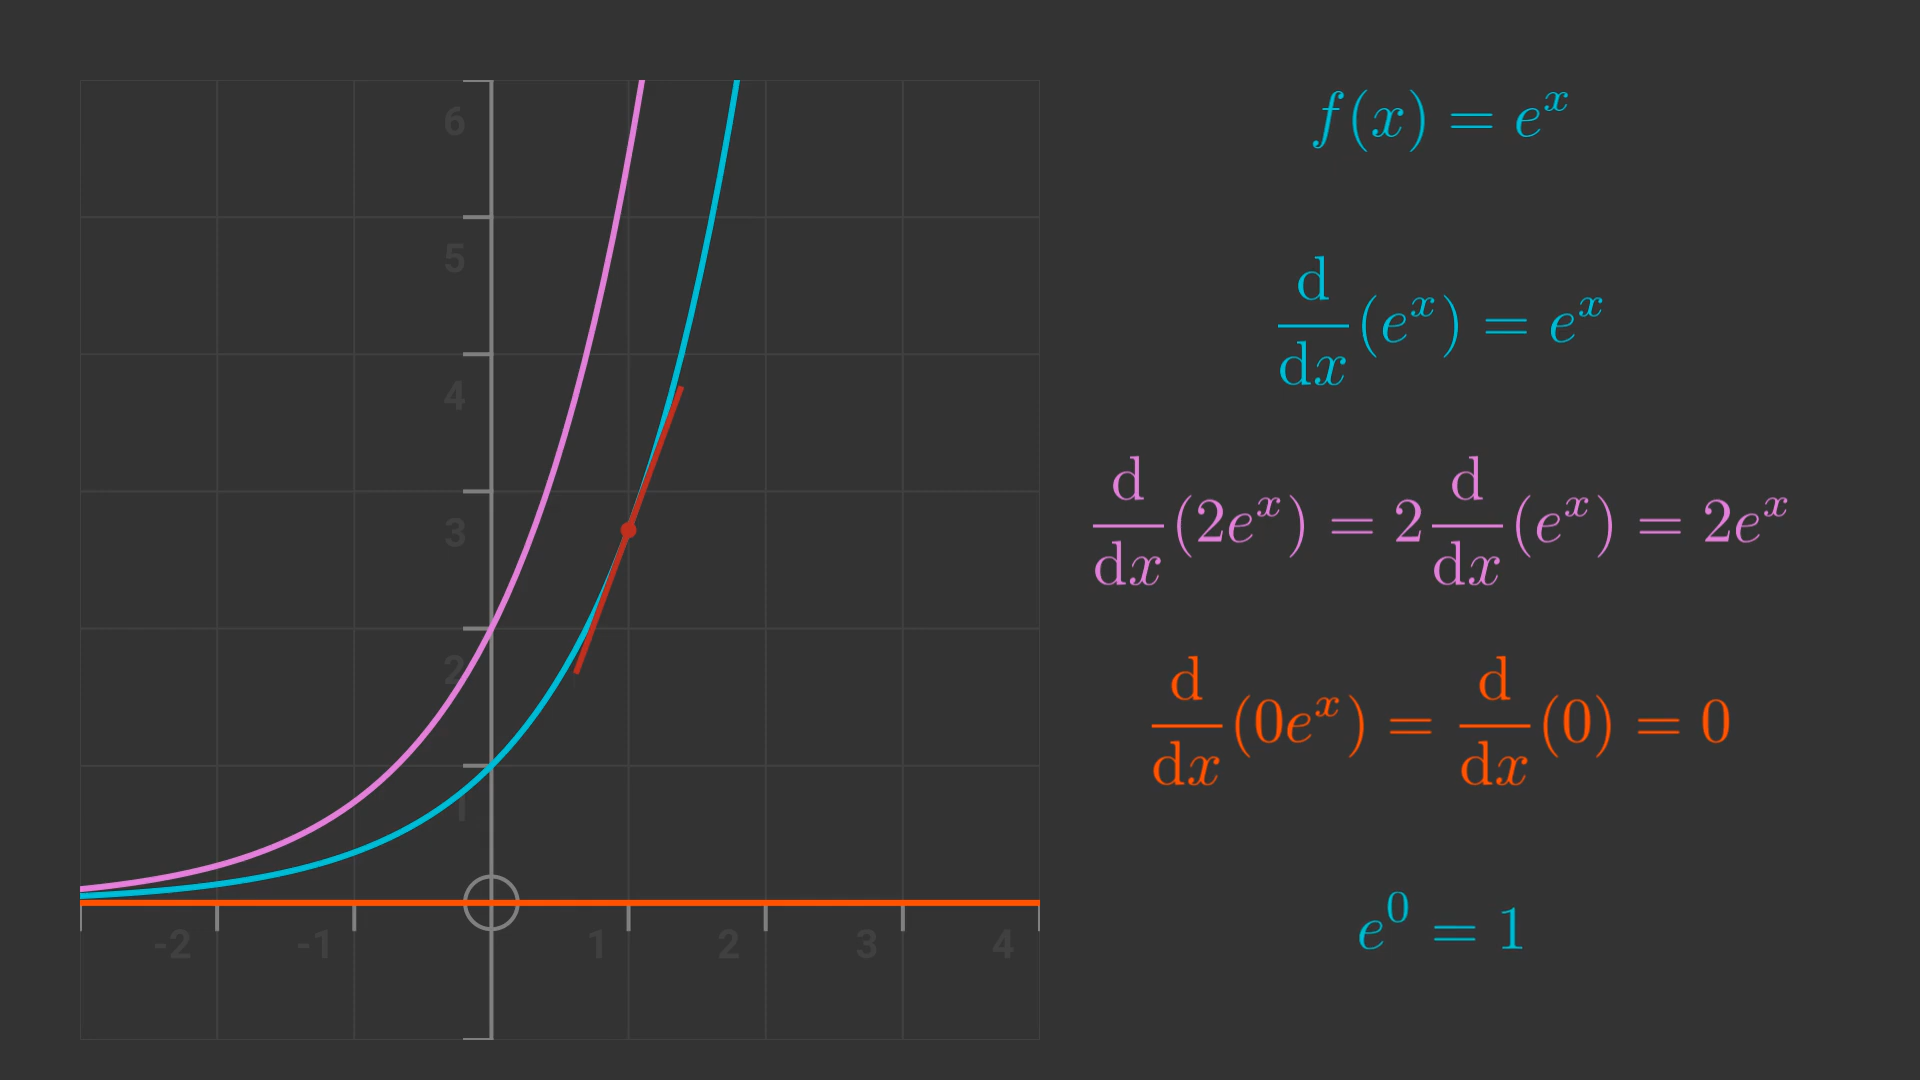 6
5
4
3
2
1
-2 -1 1 2 3 4
f(x) = e^x
d/dx (e^x) = e^x
d/dx (2e^x) = 2 d/dx (e^x) = 2e^x
d/dx (0e^x) = d/dx (0) = 0
e^0 = 1